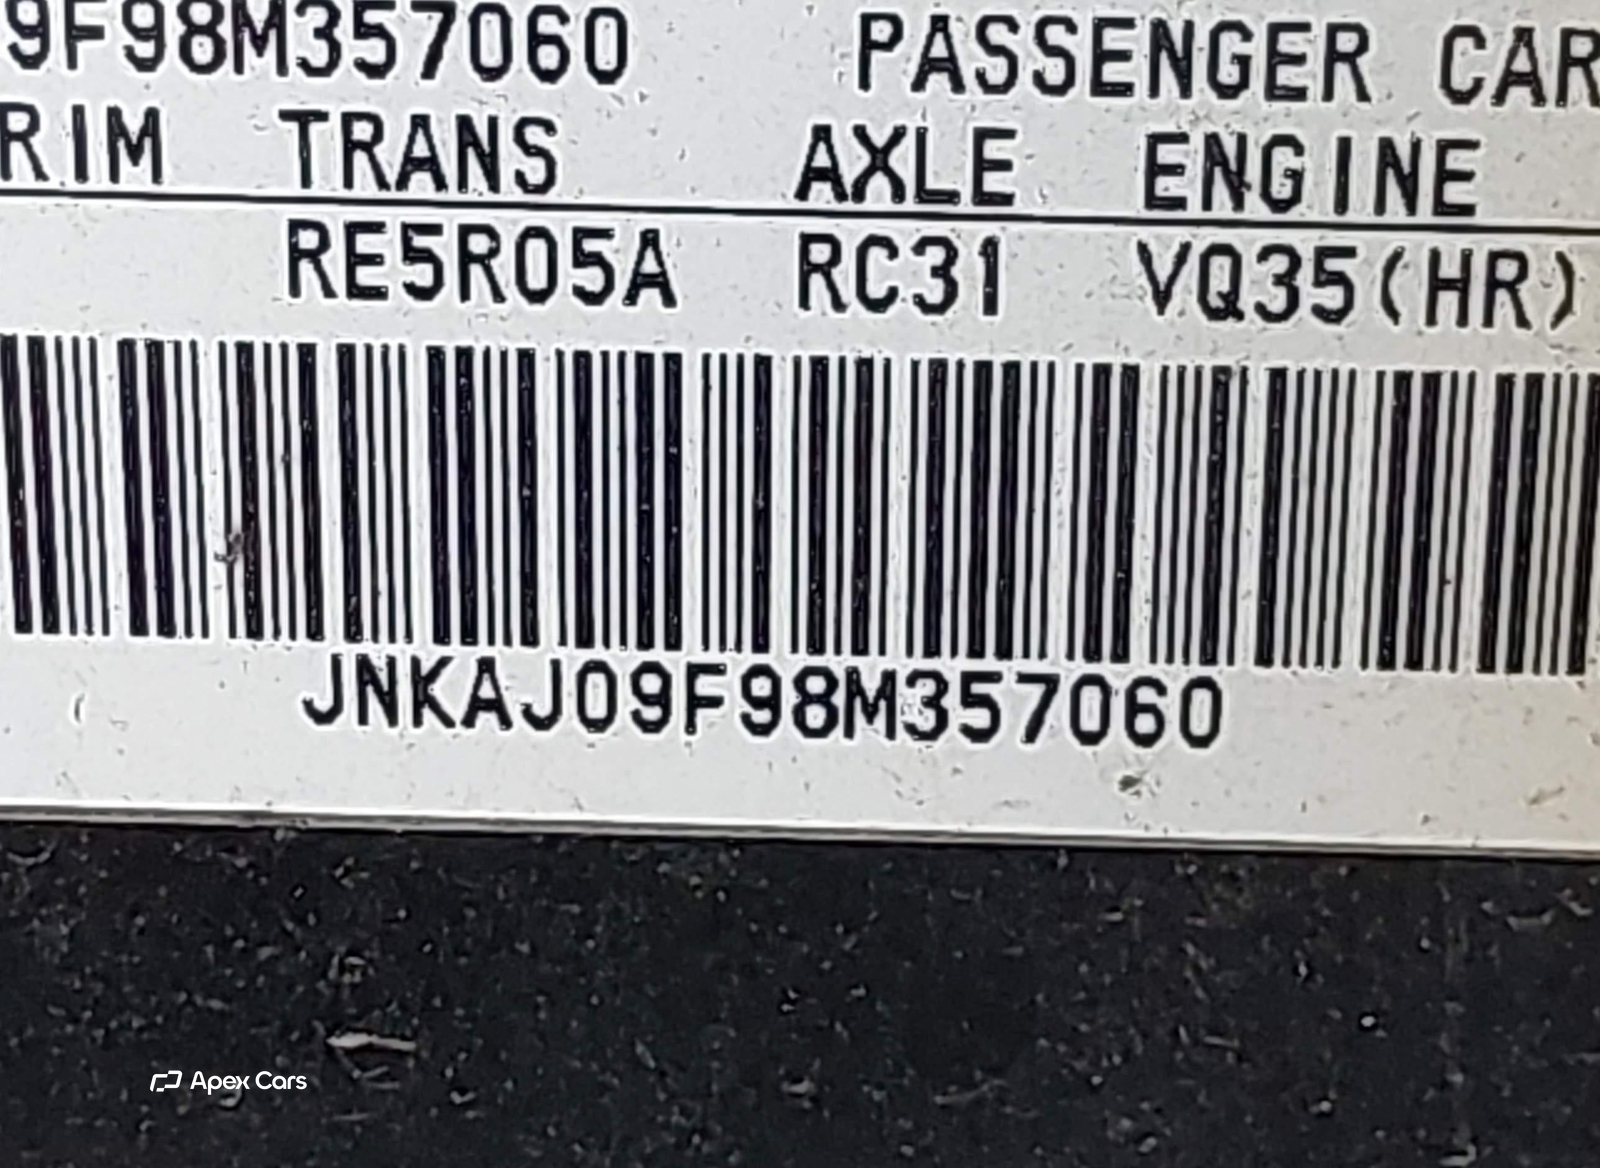 9F98M357060 PASSENGER CAR
RIM TRANS AXLE ENGINE
RE5R05A RC31 VQ35(HR)
JNKAJ09F98M357060
Apex Cars